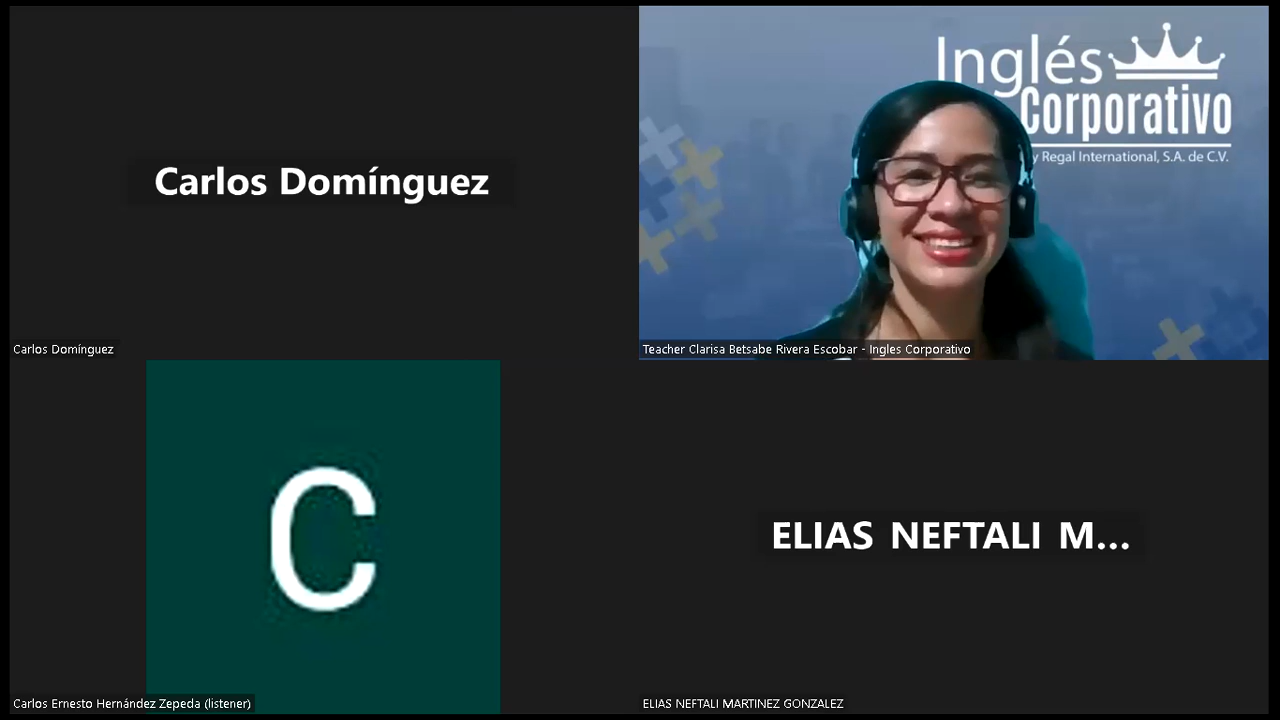 Carlos Domínguez
Carlos Domínguez
Inglés
Corporativo
y Regal International, S.A. de C.V.
Teacher Clarisa Betsabe Rivera Escobar - Ingles Corporativo
C
Carlos Ernesto Hernández Zepeda (listener)
ELIAS NEFTALI M...
ELIAS NEFTALI MARTINEZ GONZALEZ